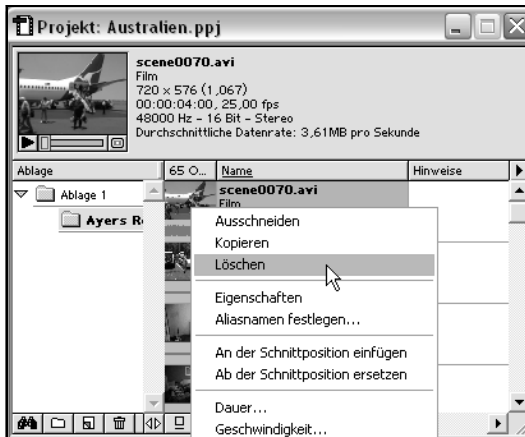 Projekt: Australien.ppj
scene0070.avi
Film
720 x 576 (1,067)
00:00:04:00, 25,00 fps
48000 Hz - 16 Bit - Stereo
Durchschnittliche Datenrate: 3,61MB pro Sekunde
Ablage 65 O... Name Hinweise
Ablage 1 scene0070.avi
Film
Ayers
Ausschneiden
Kopieren
Löschen
Eigenschaften
Aliasnamen festlegen...
An der Schnittposition einfügen
Ab der Schnittposition ersetzen
Dauer...
Geschwindigkeit...